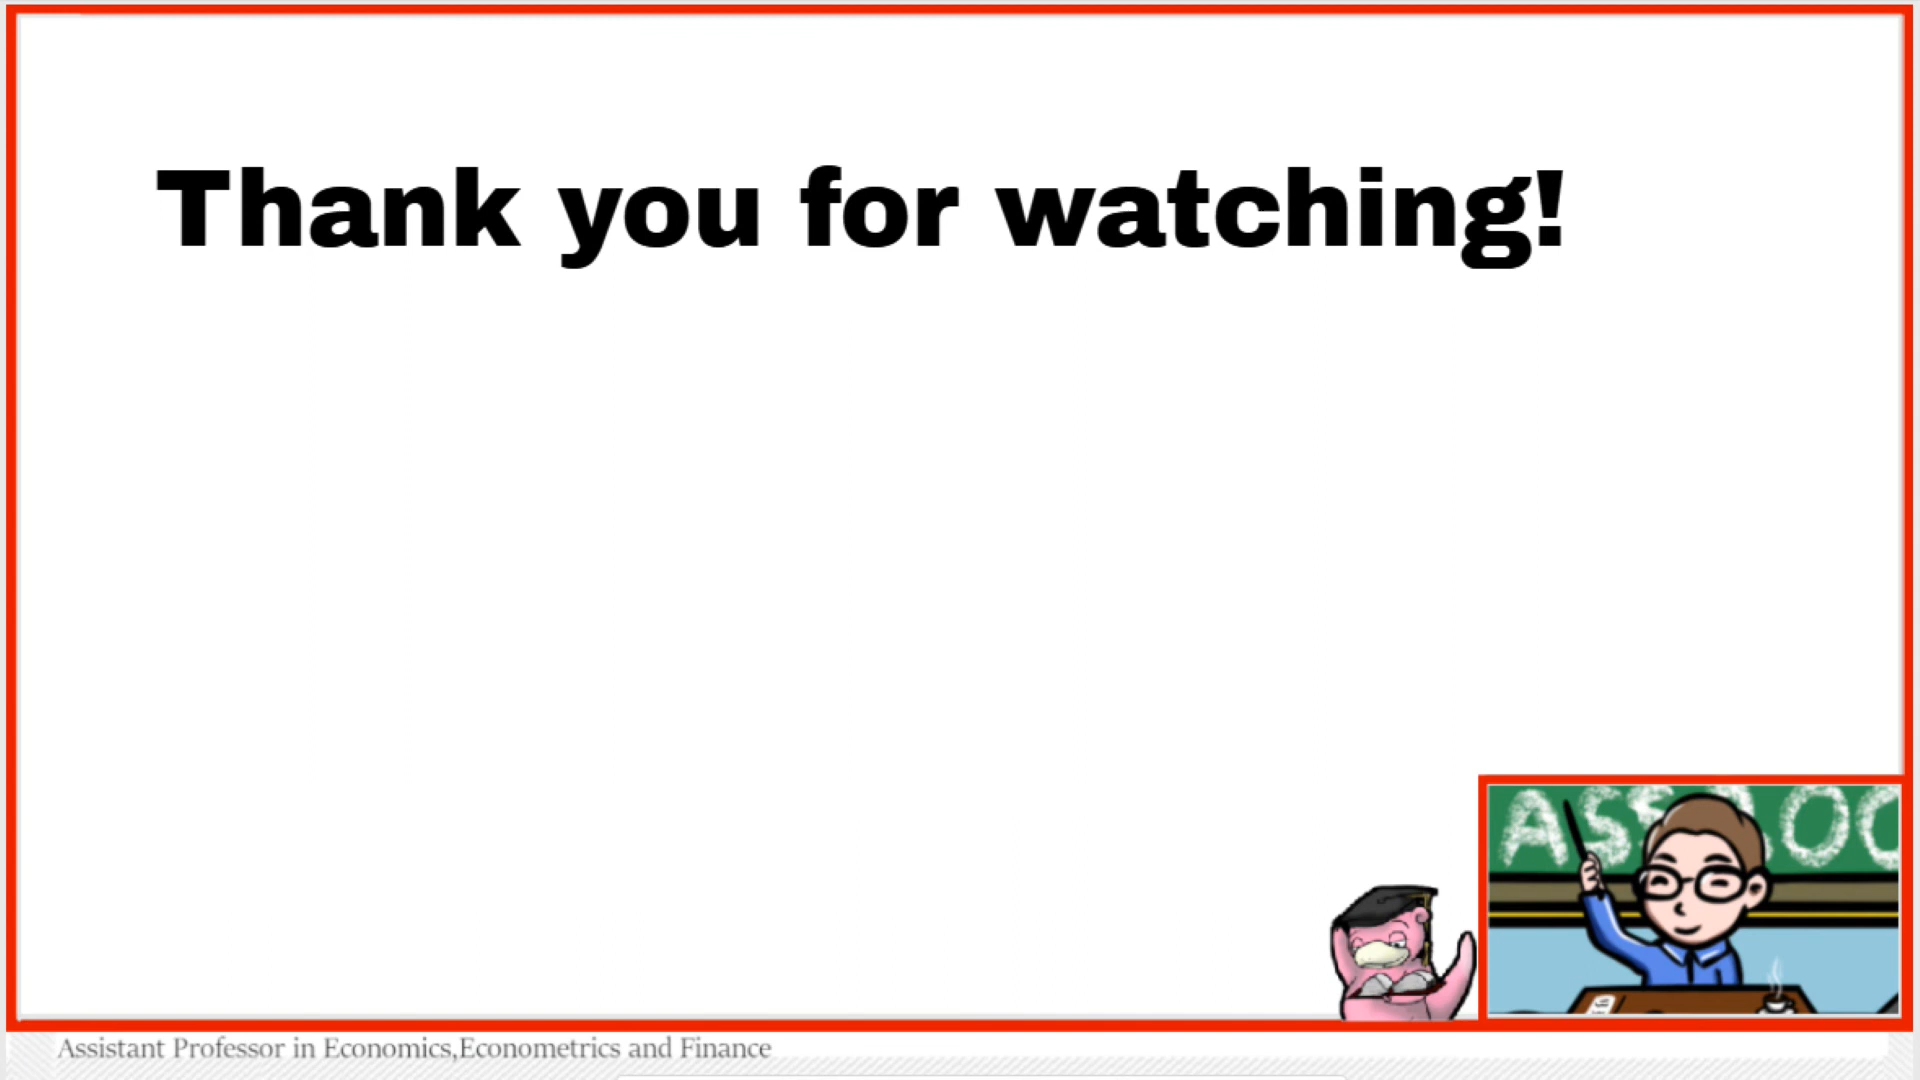 Thank you for watching!
Assistant Professor in Economics,Econometrics and Finance